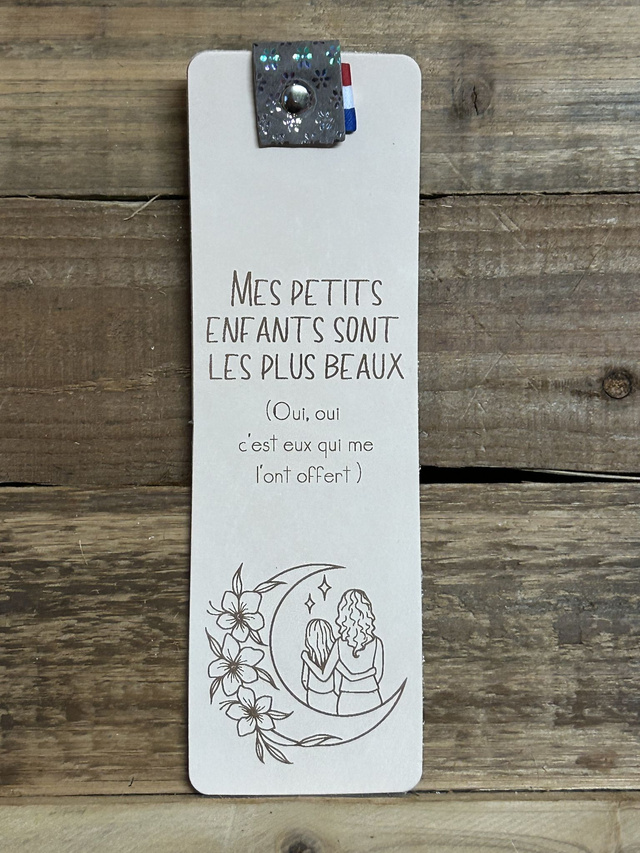 MES PETITS
ENFANTS SONT
LES PLUS BEAUX
(Oui, oui
c'est eux qui me
l'ont offert )